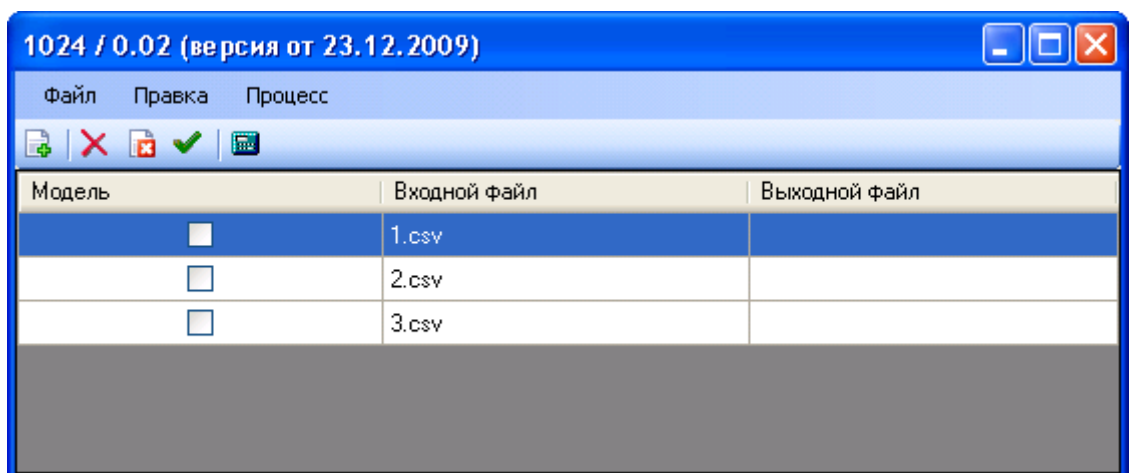 1024 / 0.02 (версия от 23.12.2009)
Файл Правка Процесс
Модель Входной файл Выходной файл
1.csv
2.csv
3.csv